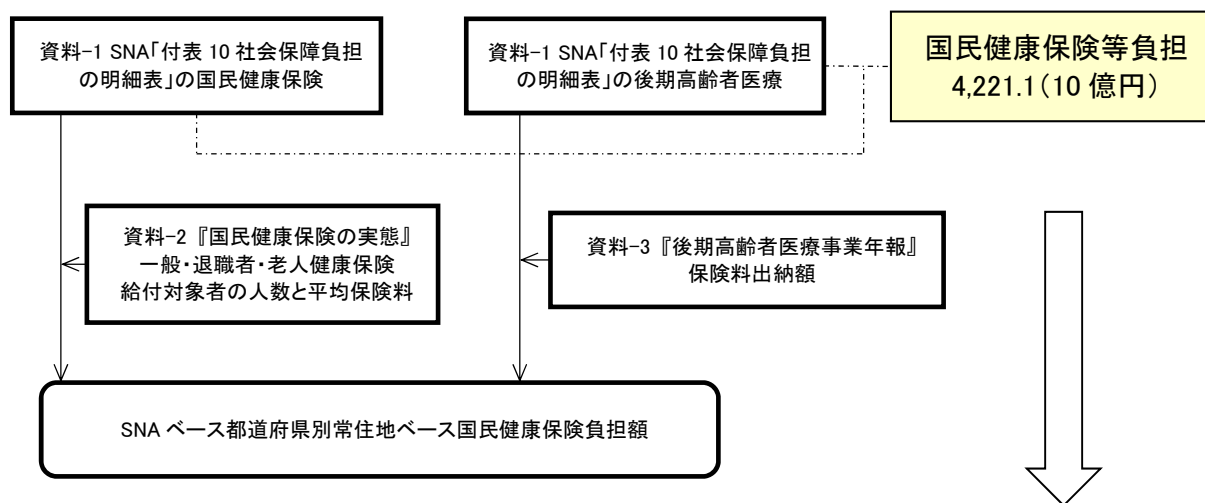 資料-1 SNA「付表 10 社会保障負担
の明細表」の国民健康保険
資料-1 SNA「付表 10 社会保障負担
の明細表」の後期高齢者医療
国民健康保険等負担
4,221.1(10 億円)
資料-2 『国民健康保険の実態』
一般・退職者・老人健康保険
給付対象者の人数と平均保険料
資料-3 『後期高齢者医療事業年報』
保険料出納額
SNA ベース都道府県別常住地ベース国民健康保険負担額